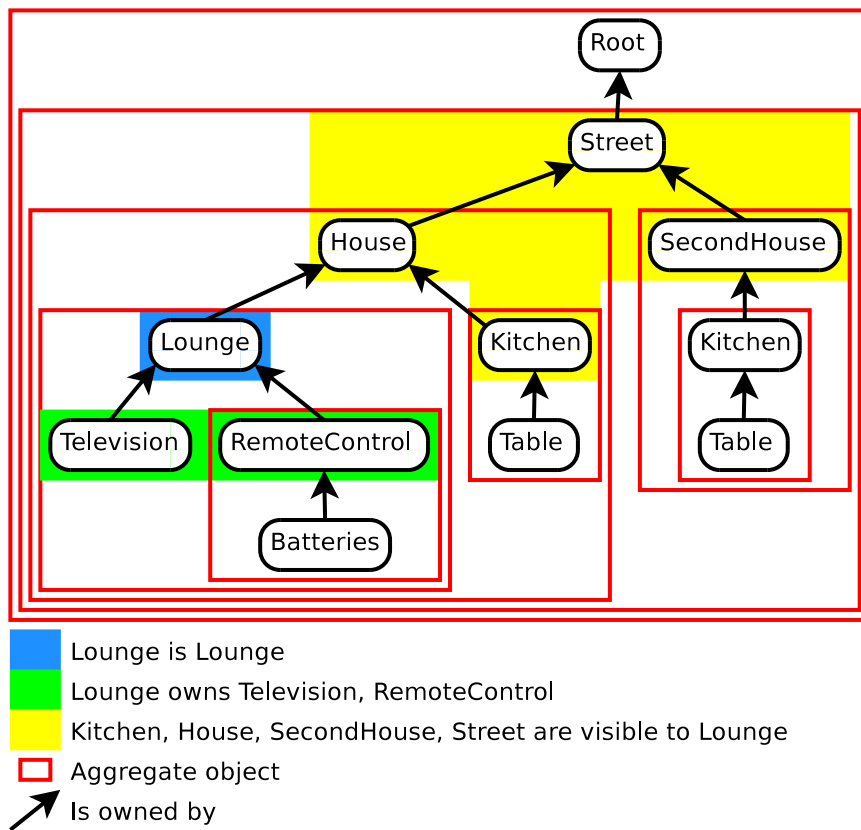 Root
Street
House
SecondHouse
Lounge
Kitchen
Kitchen
Television
RemoteControl
Table
Table
Batteries
Lounge is Lounge
Lounge owns Television, RemoteControl
Kitchen, House, SecondHouse, Street are visible to Lounge
Aggregate object
Is owned by